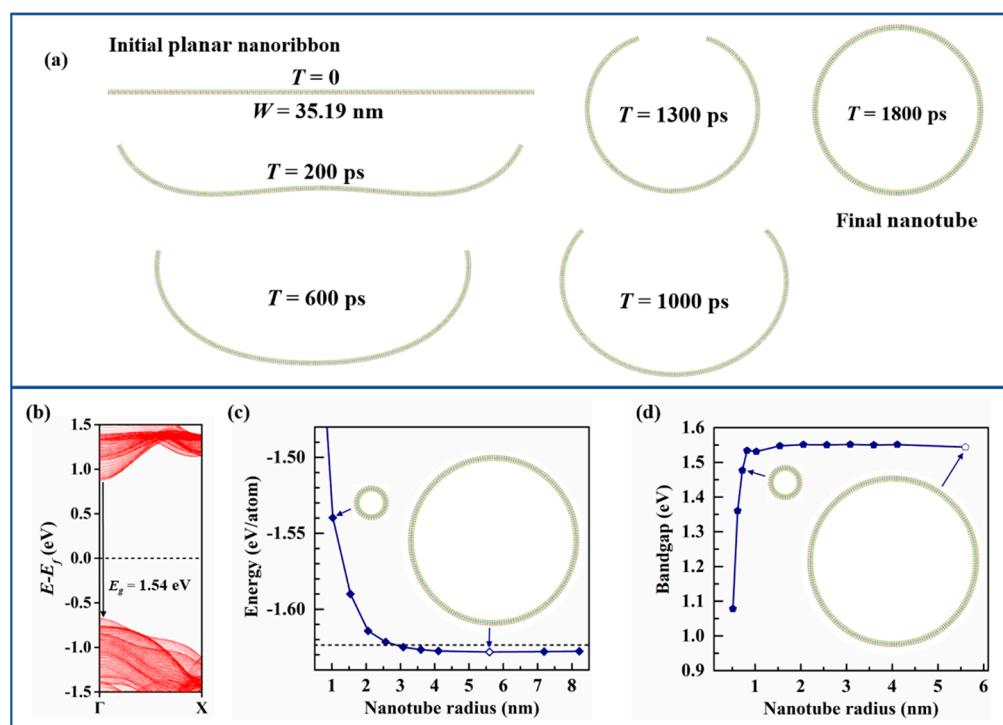 (a)
Initial planar nanoribbon
T = 0
W = 35.19 nm
T = 200 ps
T = 600 ps
T = 1300 ps
T = 1000 ps
T = 1800 ps
Final nanotube
(b)
E-Ef (eV)
1.5
1.0
0.5
0.0
-0.5
-1.0
-1.5
Eg = 1.54 eV
Γ X
(c)
Energy (eV/atom)
-1.50
-1.55
-1.60
1 2 3 4 5 6 7 8
Nanotube radius (nm)
(d)
Bandgap (eV)
1.6
1.5
1.4
1.3
1.2
1.1
1.0
0.9
1 2 3 4 5 6
Nanotube radius (nm)